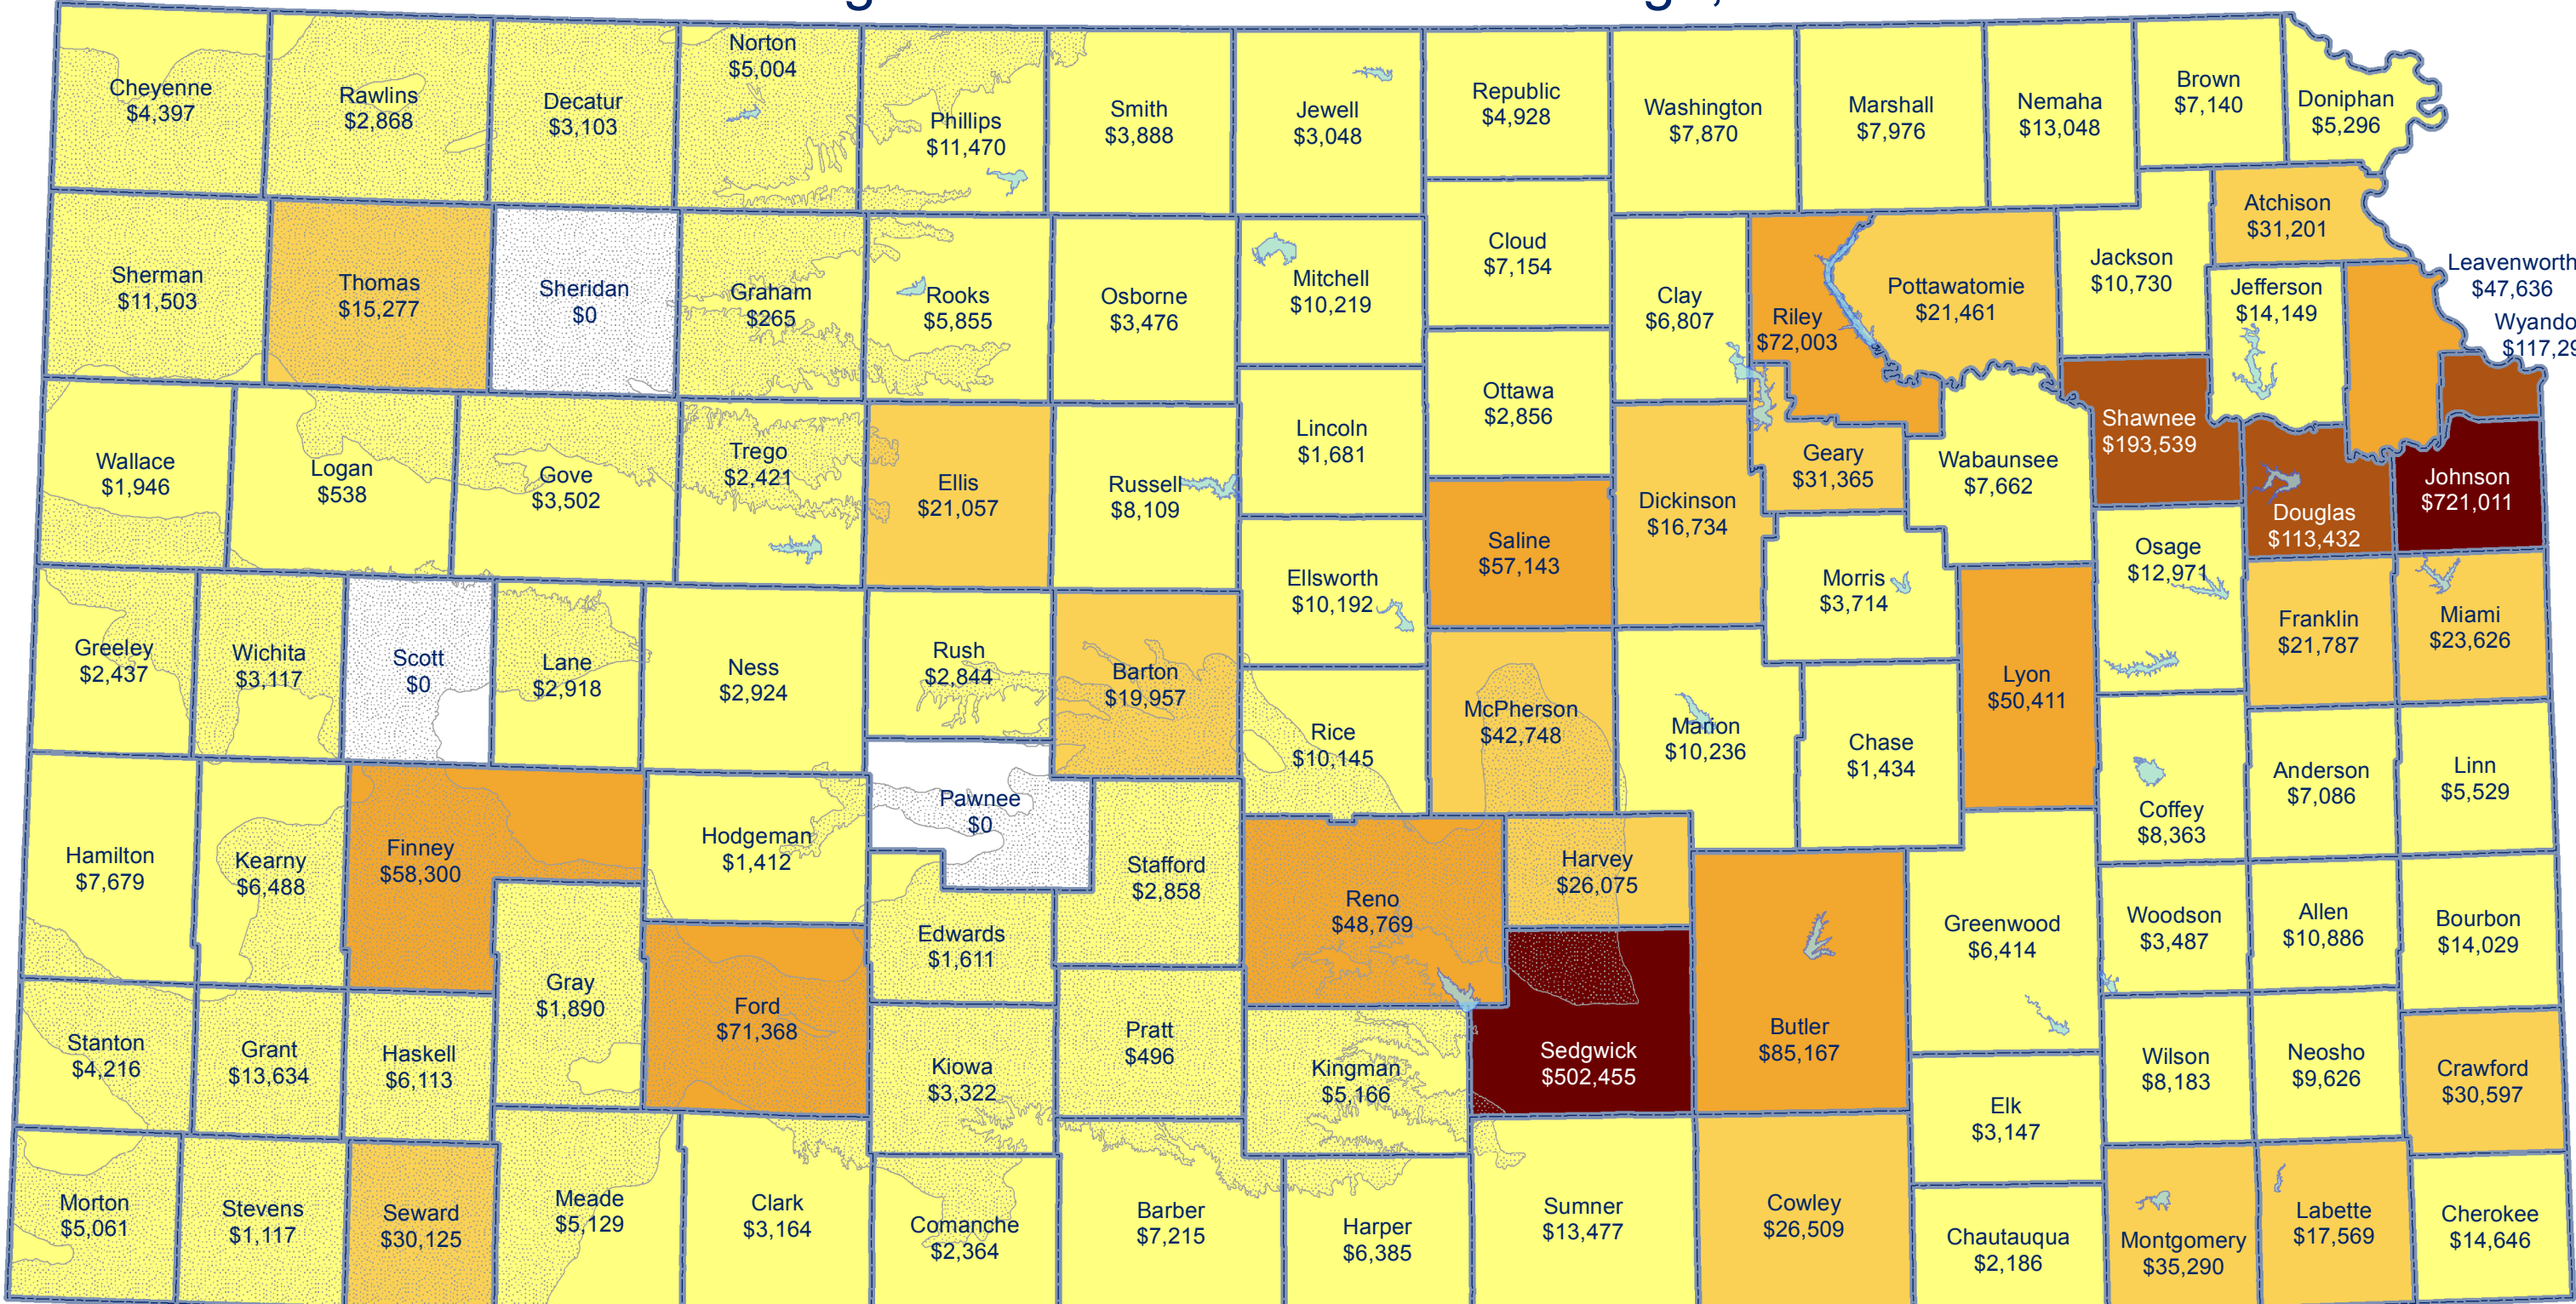 Cheyenne
$4,397
Rawlins
$2,868
Decatur
$3,103
Norton
$5,004
Phillips
$11,470
Smith
$3,888
Jewell
$3,048
Republic
$4,928
Washington
$7,870
Marshall
$7,976
Nemaha
$13,048
Brown
$7,140
Doniphan
$5,296
Sherman
$11,503
Thomas
$15,277
Sheridan
$0
Graham
$265
Rooks
$5,855
Osborne
$3,476
Mitchell
$10,219
Cloud
$7,154
Clay
$6,807
Riley
$72,003
Pottawatomie
$21,461
Jackson
$10,730
Atchison
$31,201
Jefferson
$14,149
Leavenworth
$47,636
Wyando
$117,29
Wallace
$1,946
Logan
$538
Gove
$3,502
Trego
$2,421
Ellis
$21,057
Russell
$8,109
Lincoln
$1,681
Ottawa
$2,856
Saline
$57,143
Dickinson
$16,734
Geary
$31,365
Wabaunsee
$7,662
Shawnee
$193,539
Douglas
$113,432
Johnson
$721,011
Greeley
$2,437
Wichita
$3,117
Scott
$0
Lane
$2,918
Ness
$2,924
Rush
$2,844
Barton
$19,957
Ellsworth
$10,192
Rice
$10,145
McPherson
$42,748
Marion
$10,236
Morris
$3,714
Chase
$1,434
Lyon
$50,411
Osage
$12,971
Franklin
$21,787
Miami
$23,626
Hamilton
$7,679
Kearny
$6,488
Finney
$58,300
Hodgeman
$1,412
Pawnee
$0
Stafford
$2,858
Reno
$48,769
Harvey
$26,075
Coffey
$8,363
Anderson
$7,086
Linn
$5,529
Gray
$1,890
Ford
$71,368
Edwards
$1,611
Sedgwick
$502,455
Butler
$85,167
Greenwood
$6,414
Woodson
$3,487
Allen
$10,886
Bourbon
$14,029
Stanton
$4,216
Grant
$13,634
Haskell
$6,113
Kiowa
$3,322
Pratt
$496
Kingman
$5,166
Elk
$3,147
Wilson
$8,183
Neosho
$9,626
Crawford
$30,597
Morton
$5,061
Stevens
$1,117
Seward
$30,125
Meade
$5,129
Clark
$3,164
Comanche
$2,364
Barber
$7,215
Harper
$6,385
Sumner
$13,477
Cowley
$26,509
Chautauqua
$2,186
Montgomery
$35,290
Labette
$17,569
Cherokee
$14,646